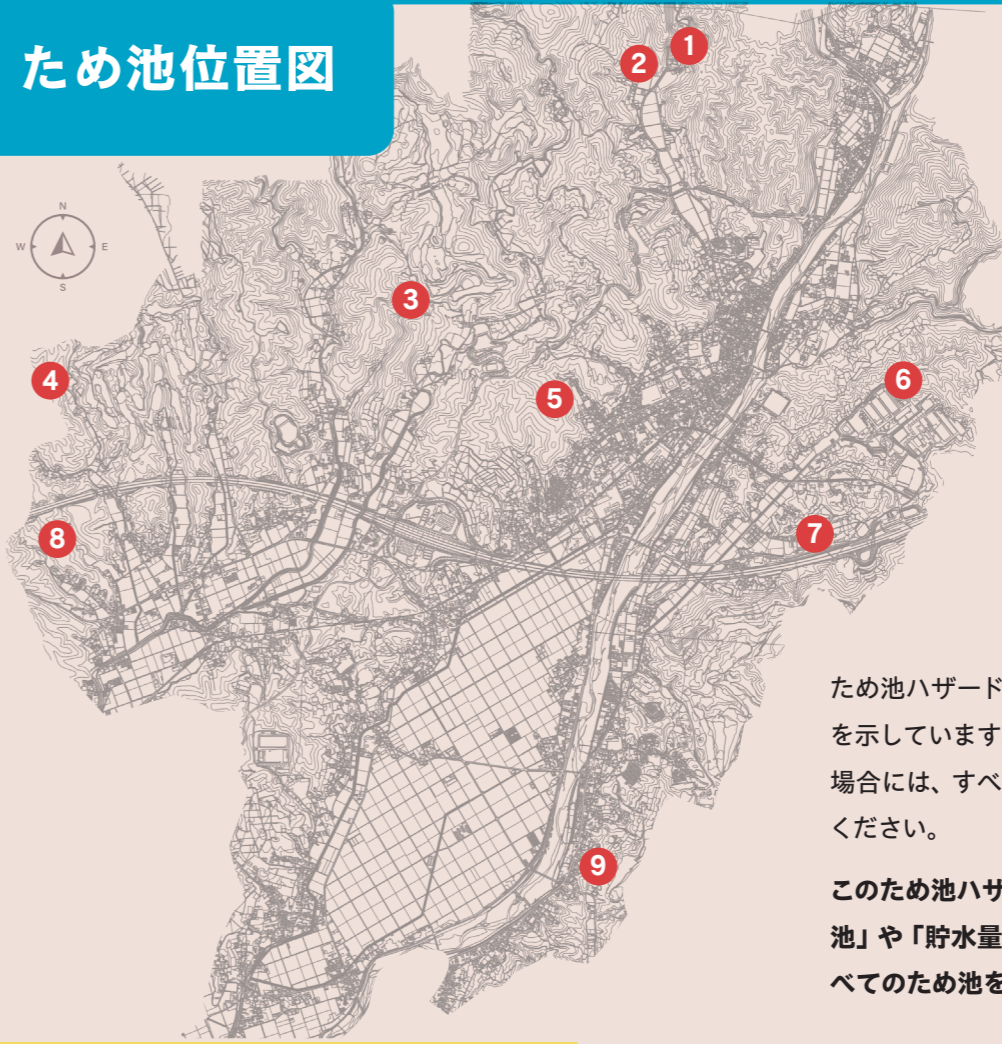 ため池位置図
1
2
N
W
E
S
3
4
5
6
7
8
9
ため池ハザード
を示しています
場合には、すべ
ください。
このため池ハザ
池」や「貯水量
べてのため池を